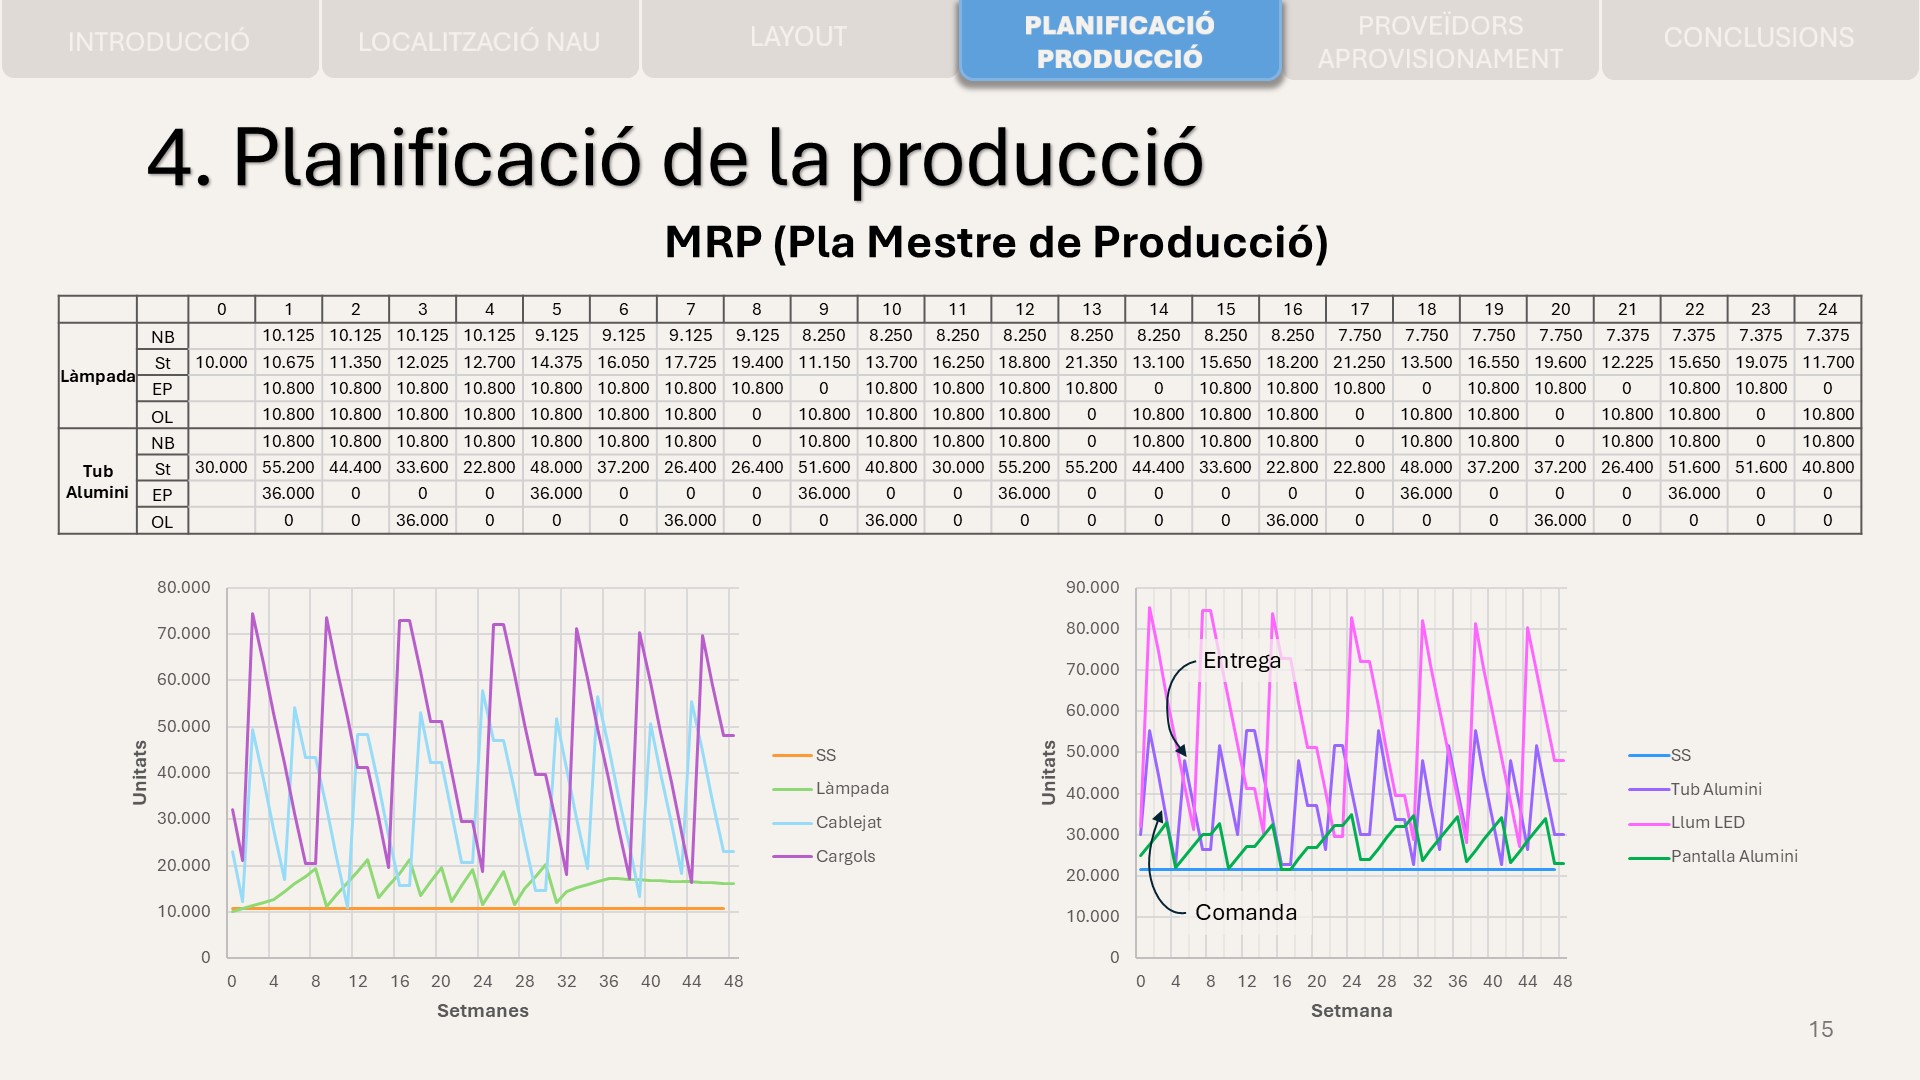 INTRODUCCIÓ
LOCALITZACIÓ NAU
LAYOUT
PLANIFICACIÓ
PRODUCCIÓ
PROVEÏDORS
APROVISIONAMENT
CONCLUSIONS
4. Planificació de la producció
MRP (Pla Mestre de Producció)
0 1 2 3 4 5 6 7 8 9 10 11 12 13 14 15 16 17 18 19 20 21 22 23 24
Làmpada
NB 10.125 10.125 10.125 10.125 9.125 9.125 9.125 9.125 8.250 8.250 8.250 8.250 8.250 8.250 8.250 8.250 7.750 7.750 7.750 7.750 7.375 7.375 7.375 7.375
St 10.000 10.675 11.350 12.025 12.700 14.375 16.050 17.725 19.400 11.150 13.700 16.250 18.800 21.350 13.100 15.650 18.200 21.250 13.500 16.550 19.600 12.225 15.650 19.075 11.700
EP 10.800 10.800 10.800 10.800 10.800 10.800 10.800 10.800 0 10.800 10.800 10.800 10.800 0 10.800 10.800 10.800 0 10.800 10.800 0 10.800 10.800 0
OL 10.800 10.800 10.800 10.800 10.800 10.800 10.800 0 10.800 10.800 10.800 10.800 0 10.800 10.800 10.800 0 10.800 10.800 0 10.800 10.800 0 10.800
Tub
Alumini
NB 10.800 10.800 10.800 10.800 10.800 10.800 10.800 0 10.800 10.800 10.800 10.800 0 10.800 10.800 10.800 0 10.800 10.800 0 10.800 10.800 0 10.800
St 30.000 55.200 44.400 33.600 22.800 48.000 37.200 26.400 26.400 51.600 40.800 30.000 55.200 55.200 44.400 33.600 22.800 22.800 48.000 37.200 37.200 26.400 51.600 51.600 40.800
EP 36.000 0 0 0 36.000 0 0 0 36.000 0 0 36.000 0 0 0 0 0 36.000 0 0 0 36.000 0 0
OL 0 0 36.000 0 0 0 36.000 0 0 36.000 0 0 0 0 0 36.000 0 0 0 36.000 0 0 0 0
80.000
70.000
60.000
50.000
40.000
30.000
20.000
10.000
0
Unitats
0 4 8 12 16 20 24 28 32 36 40 44 48
Setmanes
SS
Làmpada
Cablejat
Cargols
90.000
80.000
70.000
60.000
50.000
40.000
30.000
20.000
10.000
0
Unitats
Entrega
Comanda
0 4 8 12 16 20 24 28 32 36 40 44 48
Setmana
SS
Tub Alumini
Llum LED
Pantalla Alumini
15